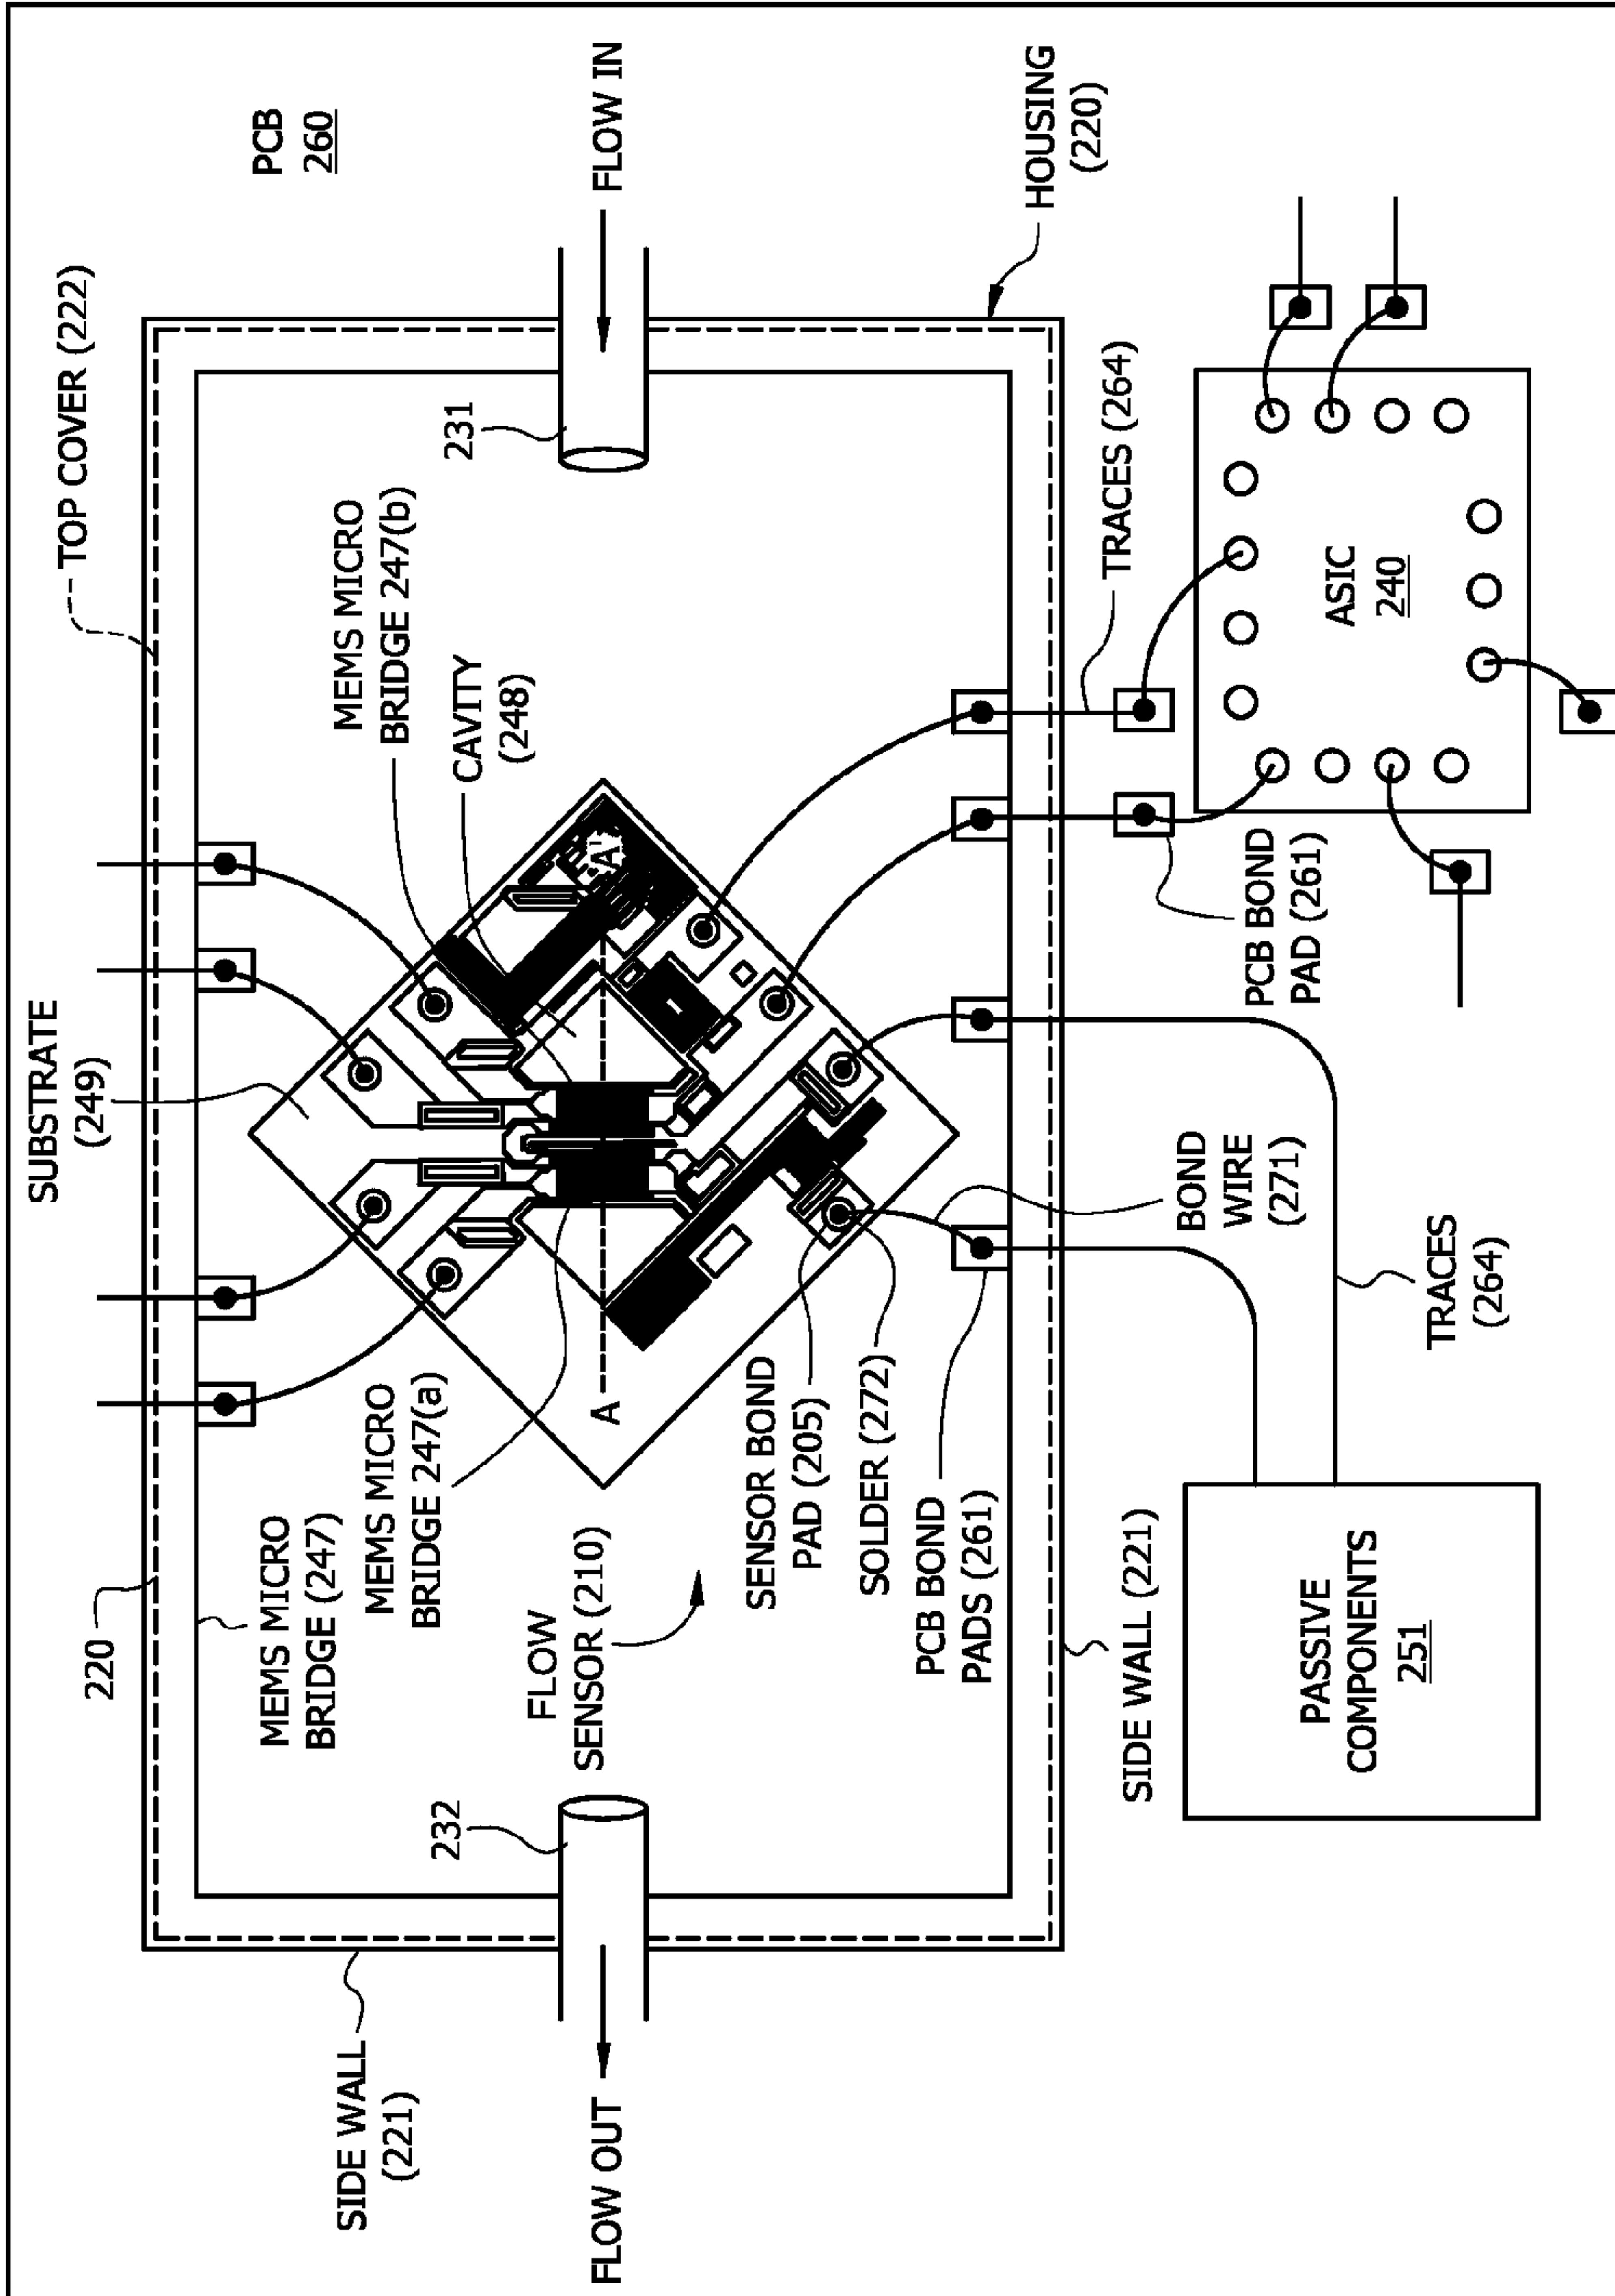 PCB
260
FLOW IN
HOUSING
(220)
TOP COVER (222)
231
MEMS MICRO
BRIDGE 247(b)
CAVITY
(248)
TRACES (264)
ASIC
240
PCB BOND
PAD (261)
SUBSTRATE
(249)
A'
A
BOND
WIRE
(271)
TRACES
(264)
MEMS MICRO
BRIDGE 247(a)
SENSOR BOND
PAD (205)
SOLDER (272)
PCB BOND
PADS (261)
220
MEMS MICRO
BRIDGE (247)
FLOW
SENSOR (210)
232
SIDE WALL (221)
PASSIVE
COMPONENTS
251
SIDE WALL
(221)
FLOW OUT